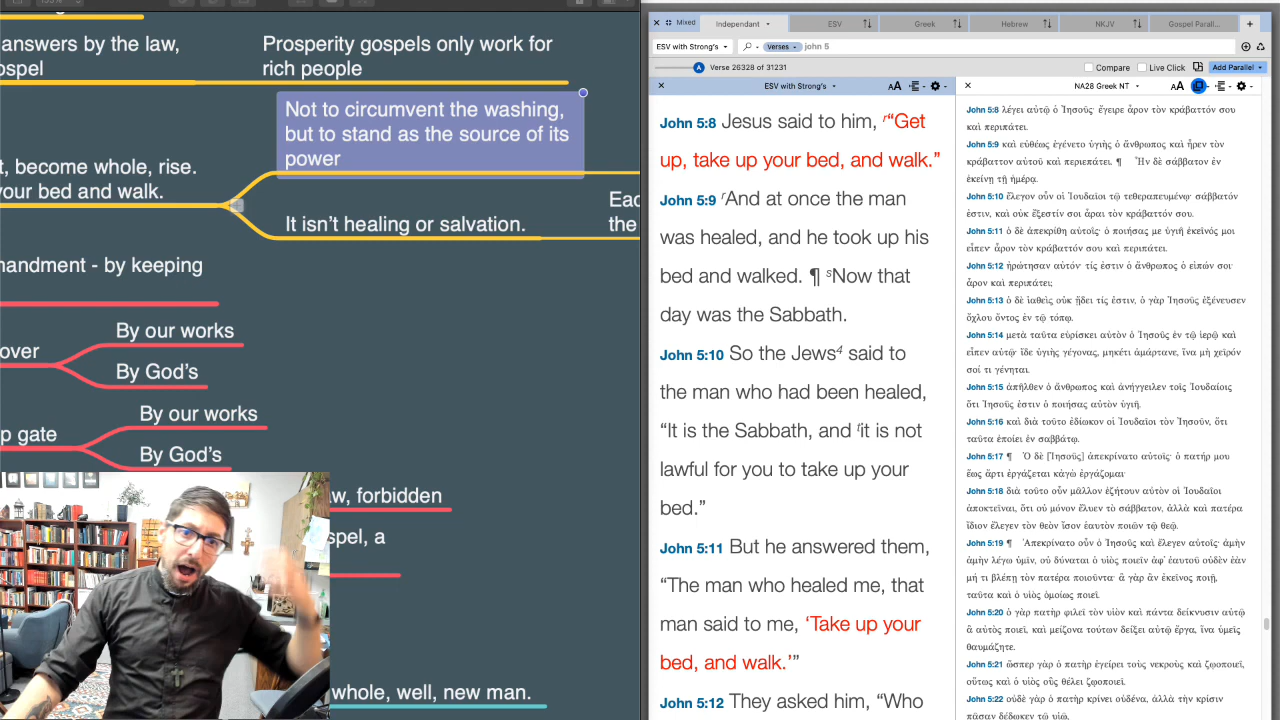 answers by the law,
ospel
Prosperity gospels only work for
rich people
Not to circumvent the washing,
but to stand as the source of its
power
t, become whole, rise.
your bed and walk.
It isn’t healing or salvation.
Eac
the
mandment - by keeping
By our works
over
By God’s
By our works
p gate
By God’s
w, forbidden
spel, a
whole, well, new man.
Mixed
Independant
ESV
Greek
Hebrew
NKJV
Gospel Parall...
ESV with Strong's
Verses
john 5
Verse 26328 of 31231
Compare
Live Click
Add Parallel
ESV with Strong's
John 5:8 Jesus said to him, r“Get
up, take up your bed, and walk.”
John 5:9 rAnd at once the man
was healed, and he took up his
bed and walked. ¶ sNow that
day was the Sabbath.
John 5:10 So the Jews4 said to
the man who had been healed,
“It is the Sabbath, and tit is not
lawful for you to take up your
bed.”
John 5:11 But he answered them,
“The man who healed me, that
man said to me, ‘Take up your
bed, and walk.’”
John 5:12 They asked him, “Who
NA28 Greek NT
John 5:8 λέγει αὐτῷ ὁ Ἰησοῦς· ἔγειρε ἆρον τὸν κράβαττόν σου
καὶ περιπάτει.
John 5:9 καὶ εὐθέως ἐγένετο ὑγιὴς ὁ ἄνθρωπος καὶ ἦρεν τὸν
κράβαττον αὐτοῦ καὶ περιεπάτει. ¶ Ἦν δὲ σάββατον ἐν
ἐκείνῃ τῇ ἡμέρᾳ.
John 5:10 ἔλεγον οὖν οἱ Ἰουδαῖοι τῷ τεθεραπευμένῳ· σάββατόν
ἐστιν, καὶ οὐκ ἔξεστίν σοι ἆραι τὸν κράβαττόν σου.
John 5:11 ὁ δὲ ἀπεκρίθη αὐτοῖς· ὁ ποιήσας με ὑγιῆ ἐκεῖνός μοι
εἶπεν· ἆρον τὸν κράβαττόν σου καὶ περιπάτει.
John 5:12 ἠρώτησαν αὐτόν· τίς ἐστιν ὁ ἄνθρωπος ὁ εἰπών σοι·
ἆρον καὶ περιπάτει;
John 5:13 ὁ δὲ ἰαθεὶς οὐκ ᾔδει τίς ἐστιν, ὁ γὰρ Ἰησοῦς ἐξένευσεν
ὄχλου ὄντος ἐν τῷ τόπῳ.
John 5:14 μετὰ ταῦτα εὑρίσκει αὐτὸν ὁ Ἰησοῦς ἐν τῷ ἱερῷ καὶ
εἶπεν αὐτῷ· ἴδε ὑγιὴς γέγονας, μηκέτι ἁμάρτανε, ἵνα μὴ χεῖρόν
σοί τι γένηται.
John 5:15 ἀπῆλθεν ὁ ἄνθρωπος καὶ ἀνήγγειλεν τοῖς Ἰουδαίοις
ὅτι Ἰησοῦς ἐστιν ὁ ποιήσας αὐτὸν ὑγιῆ.
John 5:16 καὶ διὰ τοῦτο ἐδίωκον οἱ Ἰουδαῖοι τὸν Ἰησοῦν, ὅτι
ταῦτα ἐποίει ἐν σαββάτῳ.
John 5:17 ¶ Ὁ δὲ [Ἰησοῦς] ἀπεκρίνατο αὐτοῖς· ὁ πατήρ μου
ἕως ἄρτι ἐργάζεται κἀγὼ ἐργάζομαι·
John 5:18 διὰ τοῦτο οὖν μᾶλλον ἐζήτουν αὐτὸν οἱ Ἰουδαῖοι
ἀποκτεῖναι, ὅτι οὐ μόνον ἔλυεν τὸ σάββατον, ἀλλὰ καὶ πατέρα
ἴδιον ἔλεγεν τὸν θεὸν ἴσον ἑαυτὸν ποιῶν τῷ θεῷ.
John 5:19 ¶ Ἀπεκρίνατο οὖν ὁ Ἰησοῦς καὶ ἔλεγεν αὐτοῖς· ἀμὴν
ἀμὴν λέγω ὑμῖν, οὐ δύναται ὁ υἱὸς ποιεῖν ἀφ’ ἑαυτοῦ οὐδὲν ἐὰν
μή τι βλέπῃ τὸν πατέρα ποιοῦντα· ἃ γὰρ ἂν ἐκεῖνος ποιῇ,
ταῦτα καὶ ὁ υἱὸς ὁμοίως ποιεῖ.
John 5:20 ὁ γὰρ πατὴρ φιλεῖ τὸν υἱὸν καὶ πάντα δείκνυσιν αὐτῷ
ἃ αὐτὸς ποιεῖ, καὶ μείζονα τούτων δείξει αὐτῷ ἔργα, ἵνα ὑμεῖς
θαυμάζητε.
John 5:21 ὥσπερ γὰρ ὁ πατὴρ ἐγείρει τοὺς νεκροὺς καὶ ζῳοποιεῖ,
οὕτως καὶ ὁ υἱὸς οὓς θέλει ζῳοποιεῖ.
John 5:22 οὐδὲ γὰρ ὁ πατὴρ κρίνει οὐδένα, ἀλλὰ τὴν κρίσιν
πᾶσαν δέδωκεν τῷ υἱῷ,